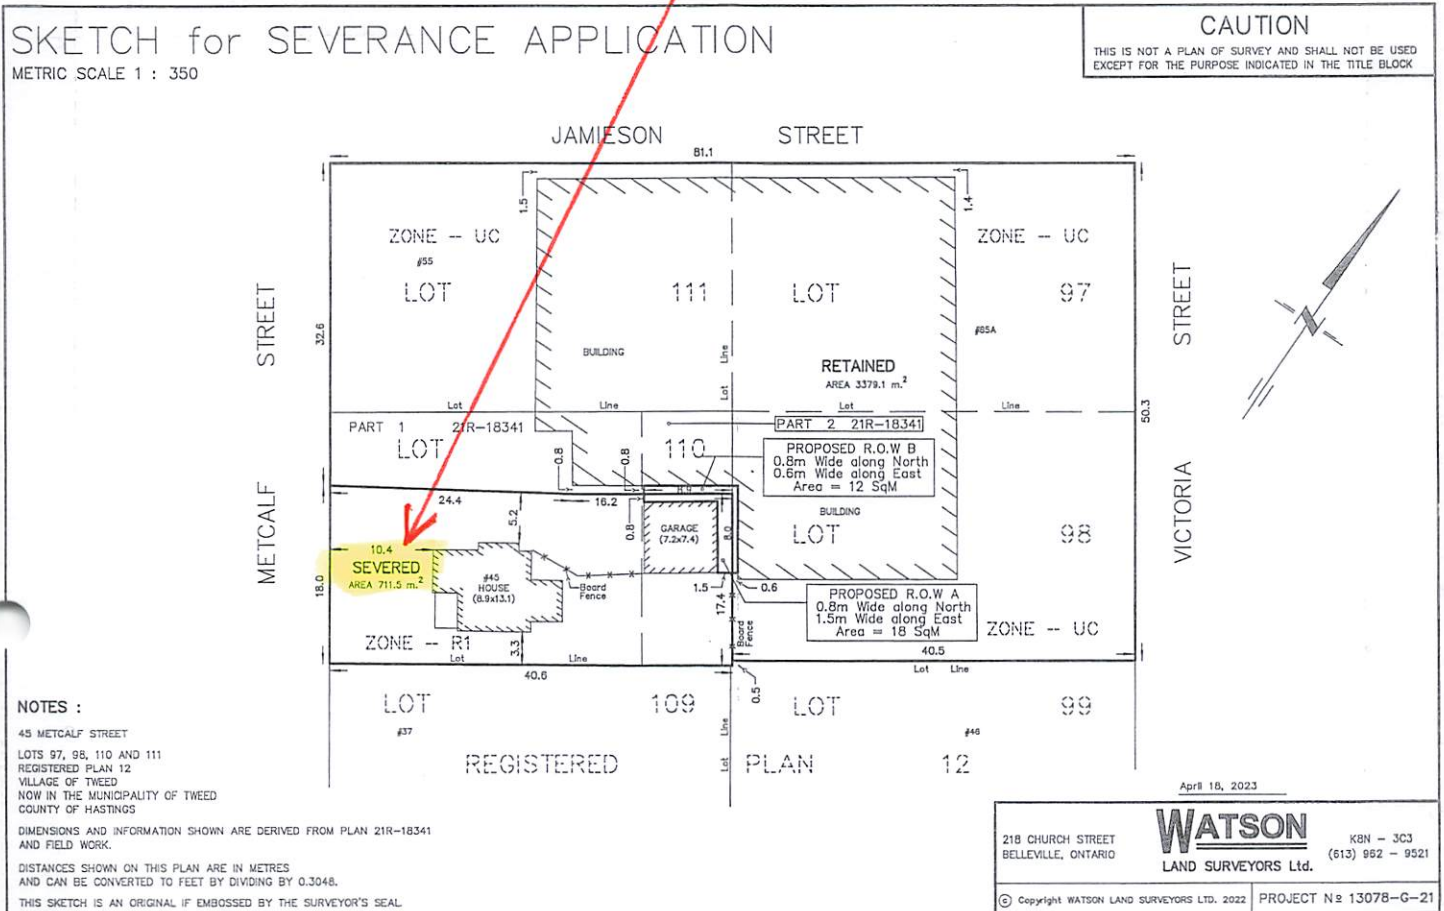 SKETCH for SEVERANCE APPLICATION
METRIC SCALE 1 : 350
CAUTION
THIS IS NOT A PLAN OF SURVEY AND SHALL NOT BE USED
EXCEPT FOR THE PURPOSE INDICATED IN THE TITLE BLOCK
JAMIESON STREET
81.1
1.5
1.4
ZONE - UC
ZONE - UC
#55
LOT 111
LOT 97
METCALF STREET
VICTORIA STREET
N
32.6
50.3
#85A
BUILDING
Lot Line
RETAINED
AREA 3379.1 m.²
Lot Line
Lot Line
PART 1 21R-18341
PART 2 21R-18341
LOT 110
PROPOSED R.O.W B
0.8m Wide along North
0.6m Wide along East
Area = 12 SqM
0.8
0.8
8.9
24.4
16.2
5.2
0.8
GARAGE
(7.2x7.4)
8.0
BUILDING
LOT 98
10.4
SEVERED
AREA 711.5 m.²
18.0
#45
HOUSE
(8.9x13.1)
Board
Fence
1.5
0.6
17.4
PROPOSED R.O.W A
0.8m Wide along North
1.5m Wide along East
Area = 18 SqM
ZONE - R1
ZONE - UC
3.3
Board
Fence
Lot Line
40.5
40.6
Lot Line
0.5
LOT 109
LOT 99
#37
#46
Lot Line
REGISTERED PLAN 12
NOTES :
45 METCALF STREET
LOTS 97, 98, 110 AND 111
REGISTERED PLAN 12
VILLAGE OF TWEED
NOW IN THE MUNICIPALITY OF TWEED
COUNTY OF HASTINGS
DIMENSIONS AND INFORMATION SHOWN ARE DERIVED FROM PLAN 21R-18341
AND FIELD WORK.
DISTANCES SHOWN ON THIS PLAN ARE IN METRES
AND CAN BE CONVERTED TO FEET BY DIVIDING BY 0.3048.
THIS SKETCH IS AN ORIGINAL IF EMBOSSED BY THE SURVEYOR'S SEAL
April 18, 2023
218 CHURCH STREET
BELLEVILLE, ONTARIO
WATSON
LAND SURVEYORS Ltd.
K8N - 3C3
(613) 962 - 9521
© Copyright WATSON LAND SURVEYORS LTD. 2022
PROJECT Nº 13078-G-21